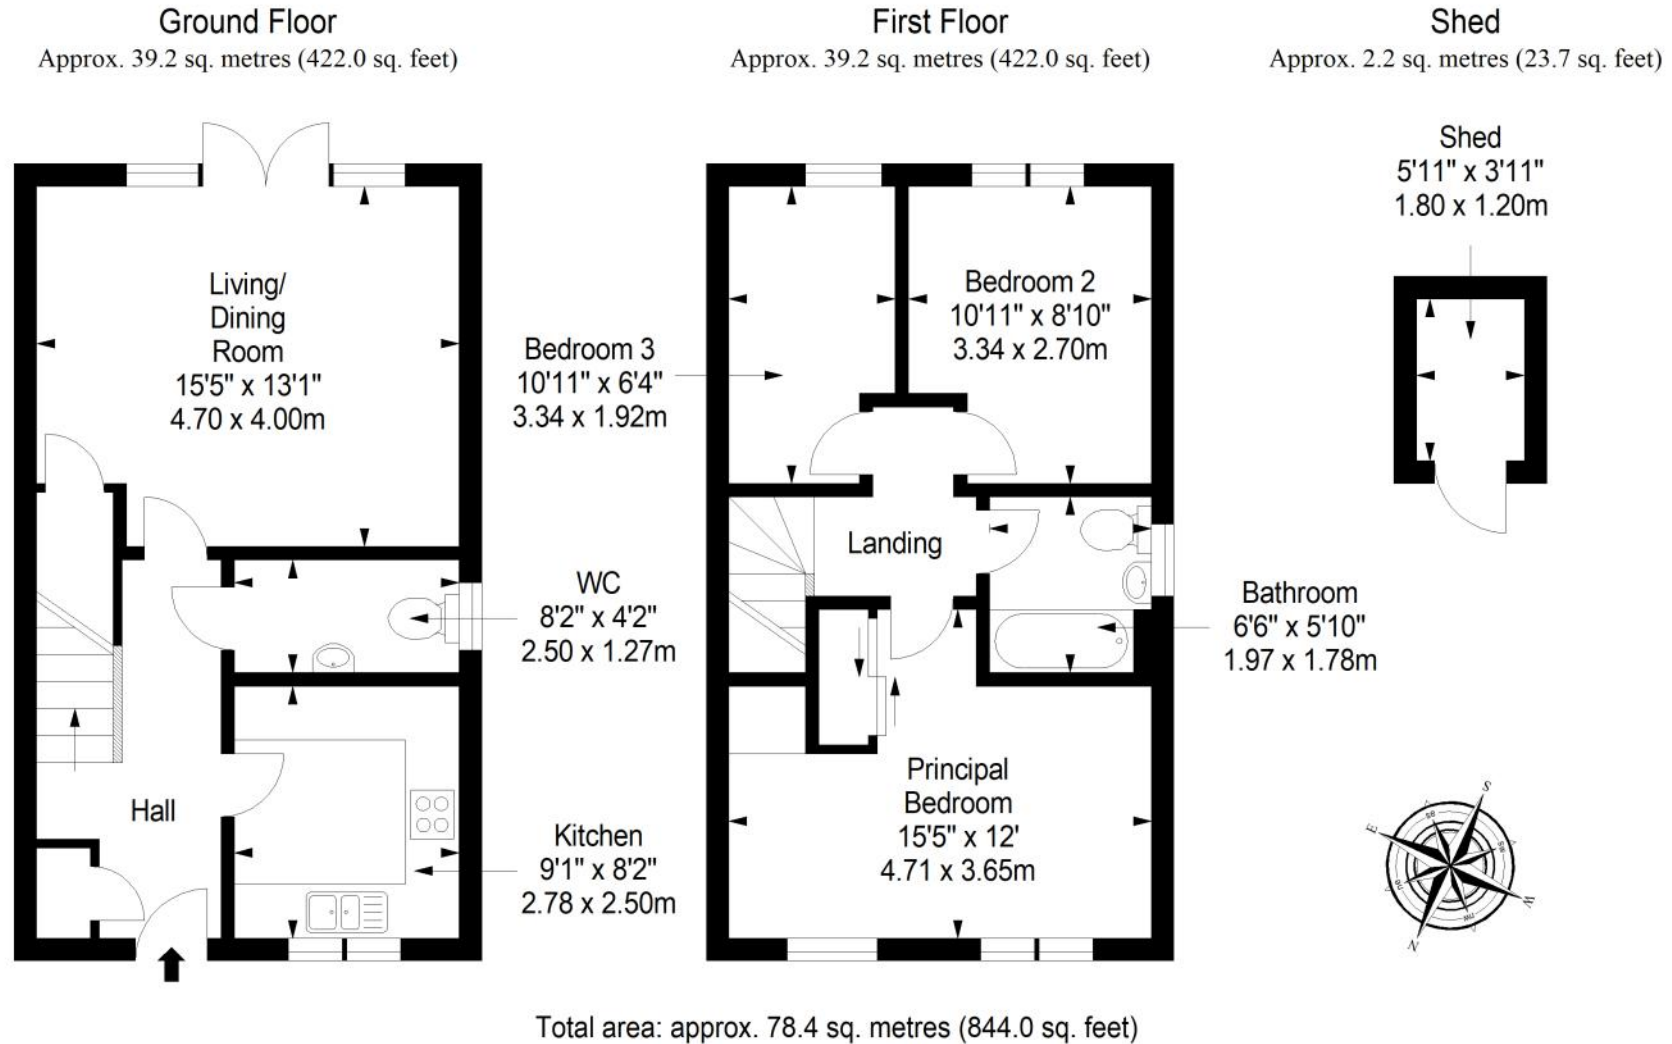 Ground Floor
Approx. 39.2 sq. metres (422.0 sq. feet)
First Floor
Approx. 39.2 sq. metres (422.0 sq. feet)
Shed
Approx. 2.2 sq. metres (23.7 sq. feet)
Living/
Dining
Room
15'5" x 13'1"
4.70 x 4.00m
WC
8'2" x 4'2"
2.50 x 1.27m
Hall
Kitchen
9'1" x 8'2"
2.78 x 2.50m
Bedroom 3
10'11" x 6'4"
3.34 x 1.92m
Bedroom 2
10'11" x 8'10"
3.34 x 2.70m
Landing
Bathroom
6'6" x 5'10"
1.97 x 1.78m
Principal
Bedroom
15'5" x 12'
4.71 x 3.65m
Shed
5'11" x 3'11"
1.80 x 1.20m
S
E
W
N
Total area: approx. 78.4 sq. metres (844.0 sq. feet)